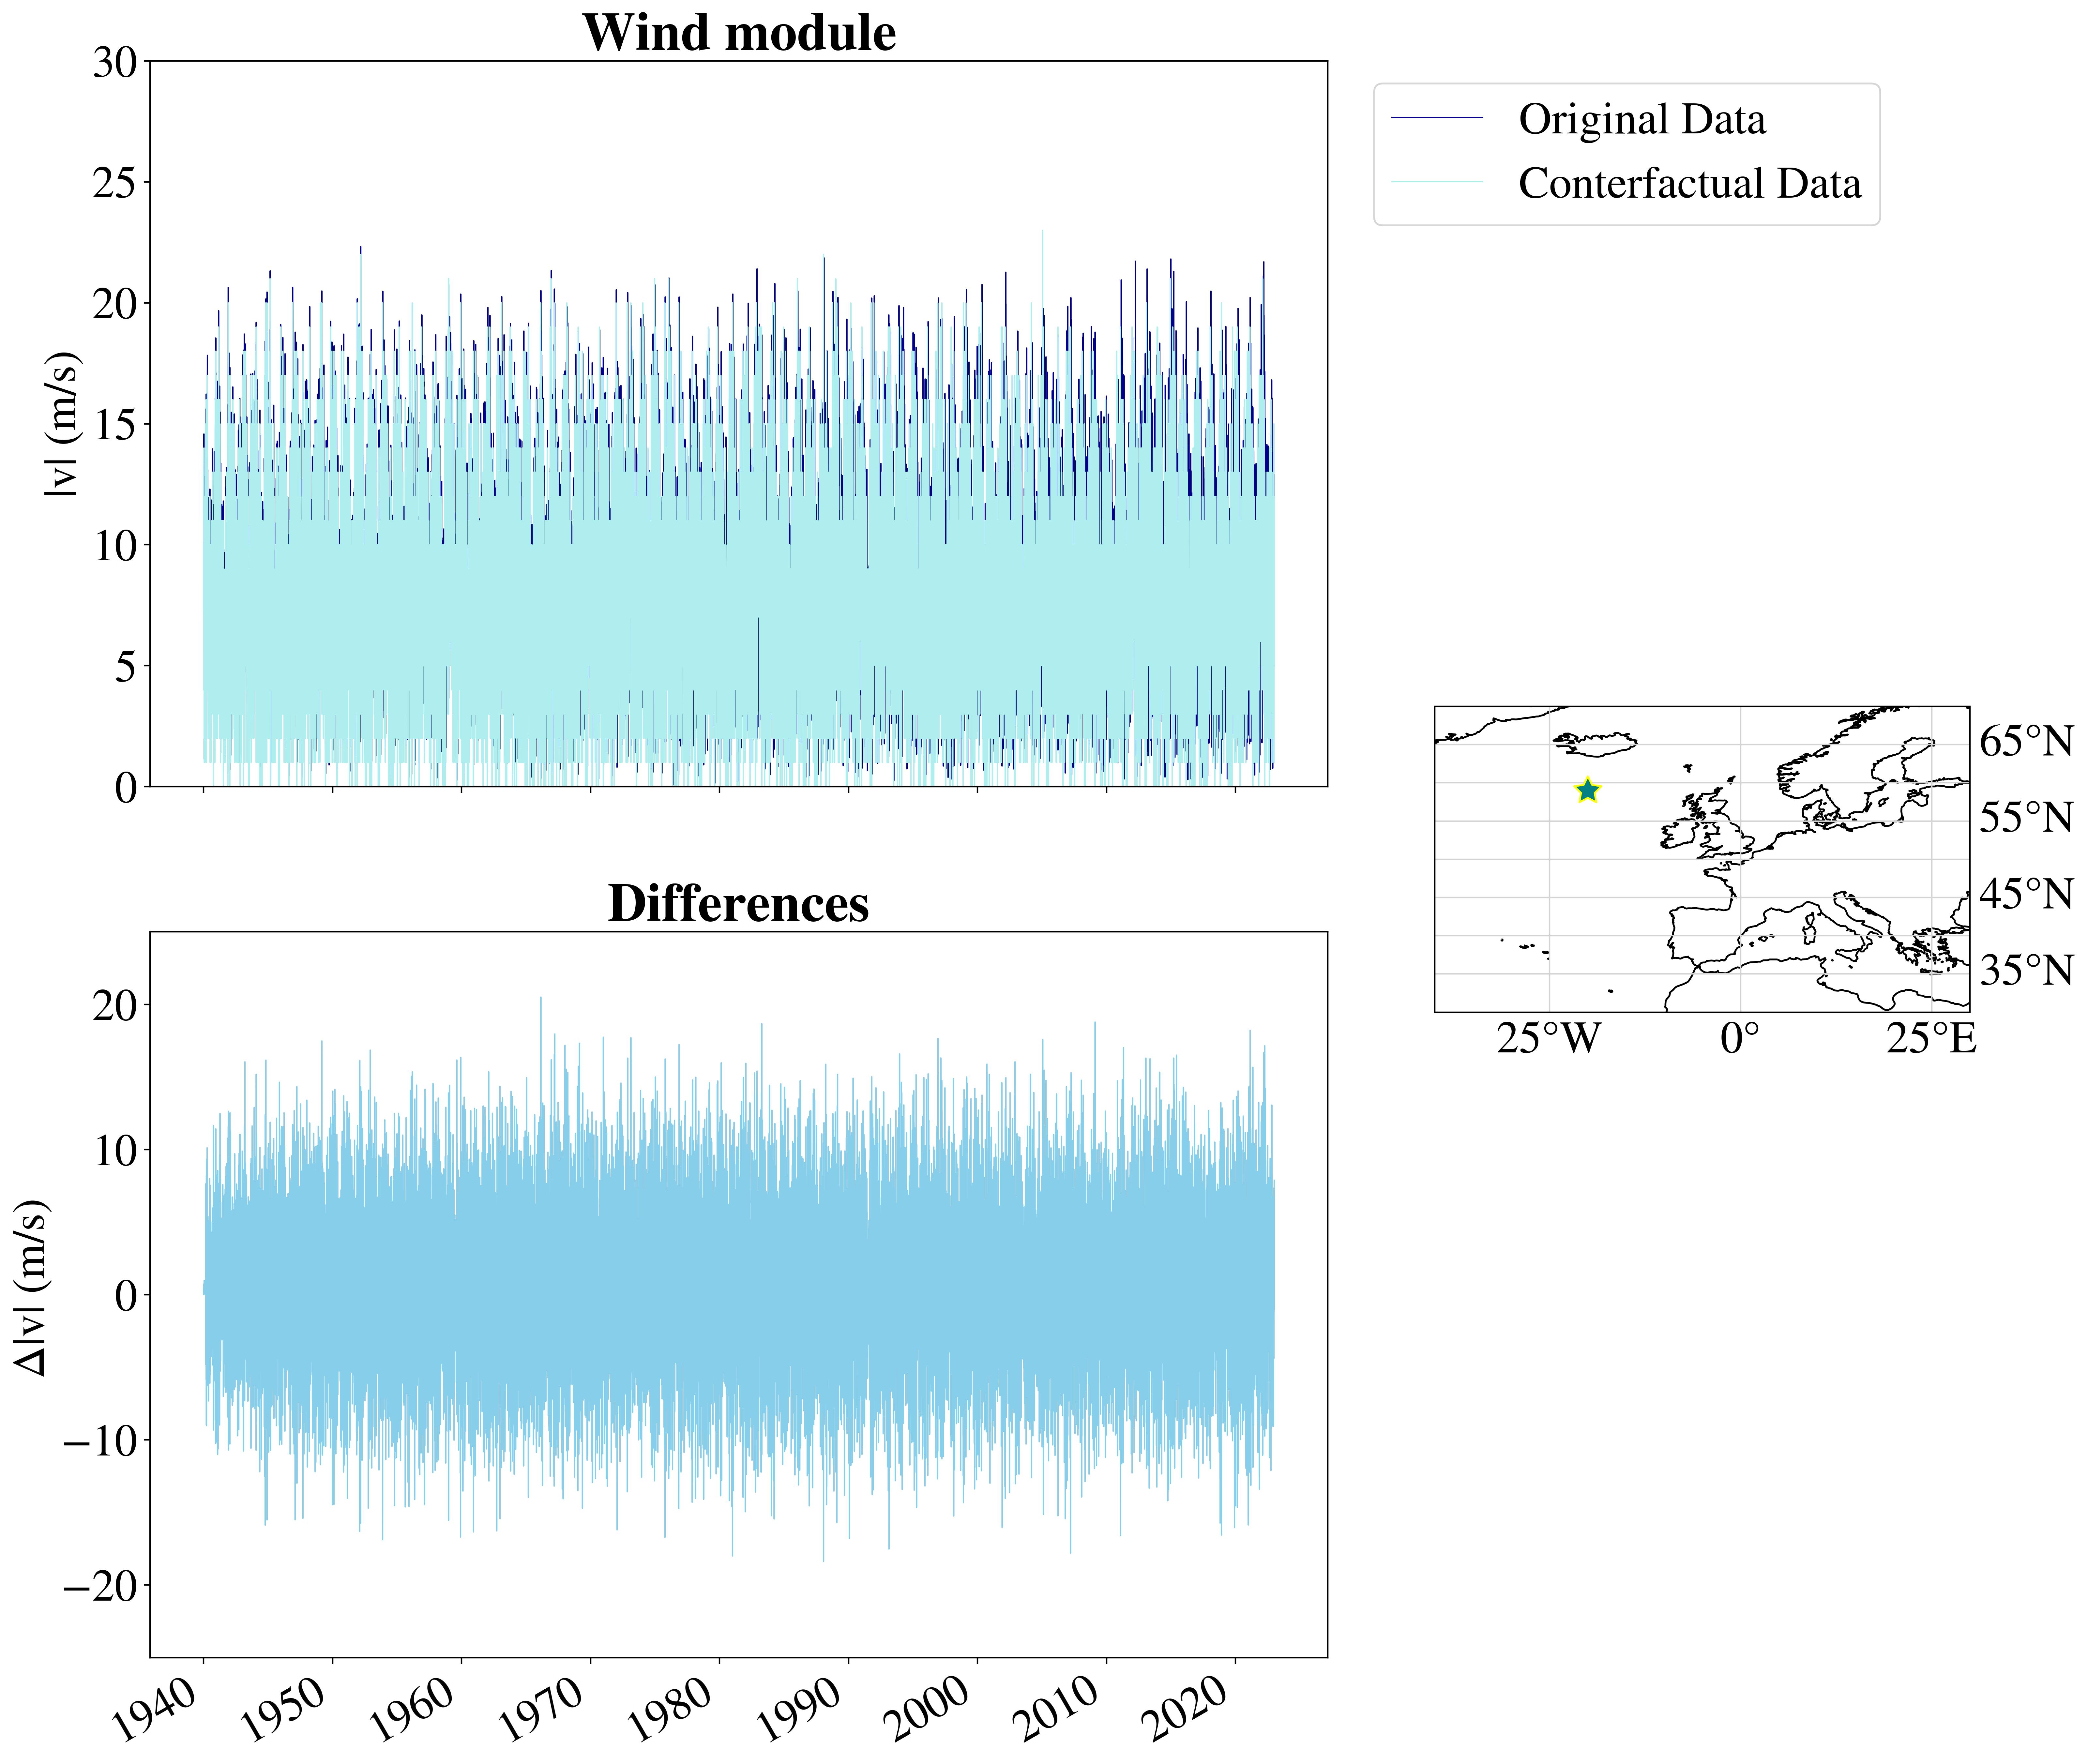 Wind module
30
25
20
15
10
5
0
|v| (m/s)
Original Data
Conterfactual Data
65°N
55°N
45°N
35°N
25°W 0° 25°E
Differences
20
10
0
−10
−20
Δ|v| (m/s)
1940 1950 1960 1970 1980 1990 2000 2010 2020